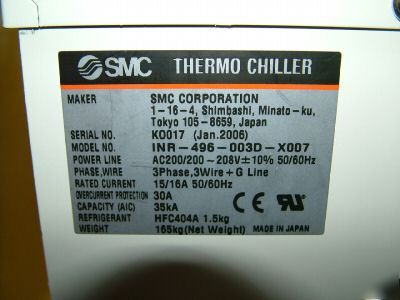 SMC THERMO CHILLER
MAKER SMC CORPORATION
1-16-4, Shimbashi, Minato-ku,
Tokyo 105-8659, Japan
SERIAL NO. KO017 (Jan.2006)
MODEL NO. INR-496-003D-X007
POWER LINE AC200/200~208V±10% 50/60Hz
PHASE,WIRE 3Phase,3Wire+G Line
RATED CURRENT 15/16A 50/60Hz
OVERCURRENT PROTECTION 30A
CAPACITY (AIC) 35kA
REFRIGERANT HFC404A 1.5kg
WEIGHT 165kg(Net Weight) MADE IN JAPAN
CE